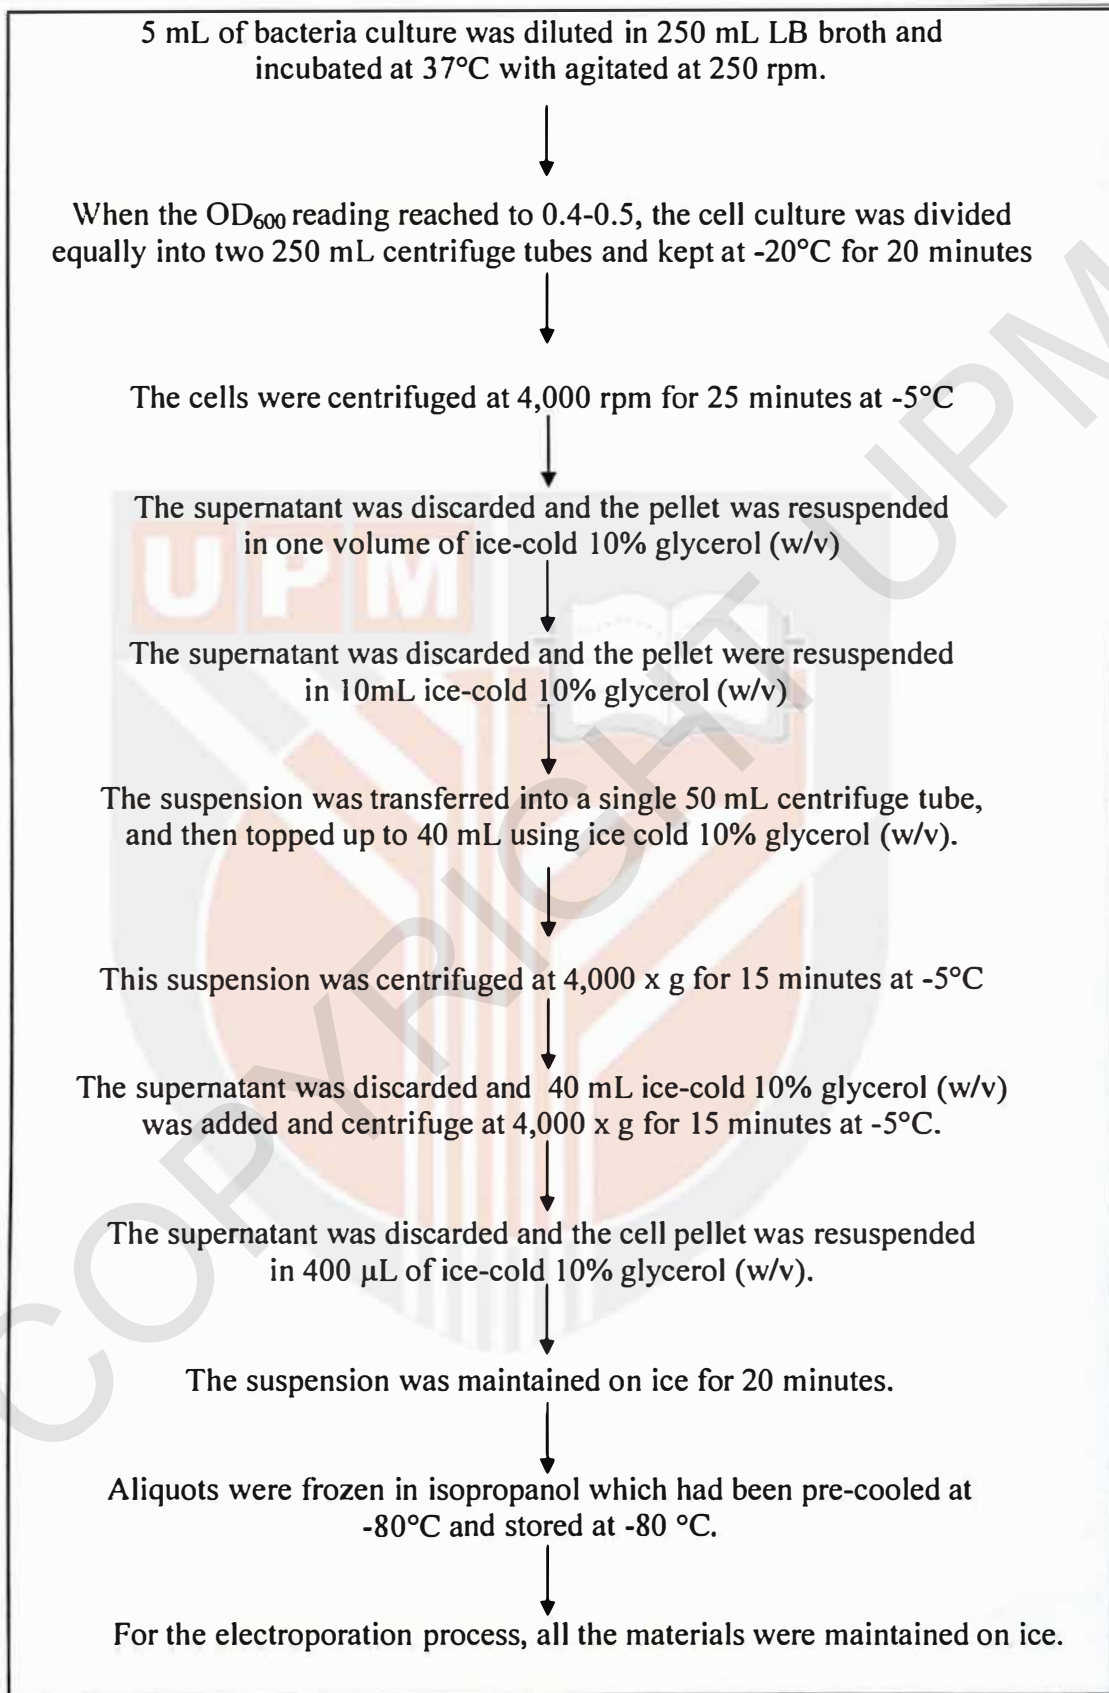 5 mL of bacteria culture was diluted in 250 mL LB broth and
incubated at 37°C with agitated at 250 rpm.
When the OD600 reading reached to 0.4-0.5, the cell culture was divided
equally into two 250 mL centrifuge tubes and kept at -20°C for 20 minutes
The cells were centrifuged at 4,000 rpm for 25 minutes at -5°C
The supernatant was discarded and the pellet was resuspended
in one volume of ice-cold 10% glycerol (w/v)
UPM
The supernatant was discarded and the pellet were resuspended
in 10mL ice-cold 10% glycerol (w/v)
The suspension was transferred into a single 50 mL centrifuge tube,
and then topped up to 40 mL using ice cold 10% glycerol (w/v).
This suspension was centrifuged at 4,000 x g for 15 minutes at -5°C
The supernatant was discarded and 40 mL ice-cold 10% glycerol (w/v)
was added and centrifuge at 4,000 x g for 15 minutes at -5°C.
The supernatant was discarded and the cell pellet was resuspended
in 400 µL of ice-cold 10% glycerol (w/v).
The suspension was maintained on ice for 20 minutes.
Aliquots were frozen in isopropanol which had been pre-cooled at
-80°C and stored at -80 °C.
For the electroporation process, all the materials were maintained on ice.
COPYRIGHT UPM